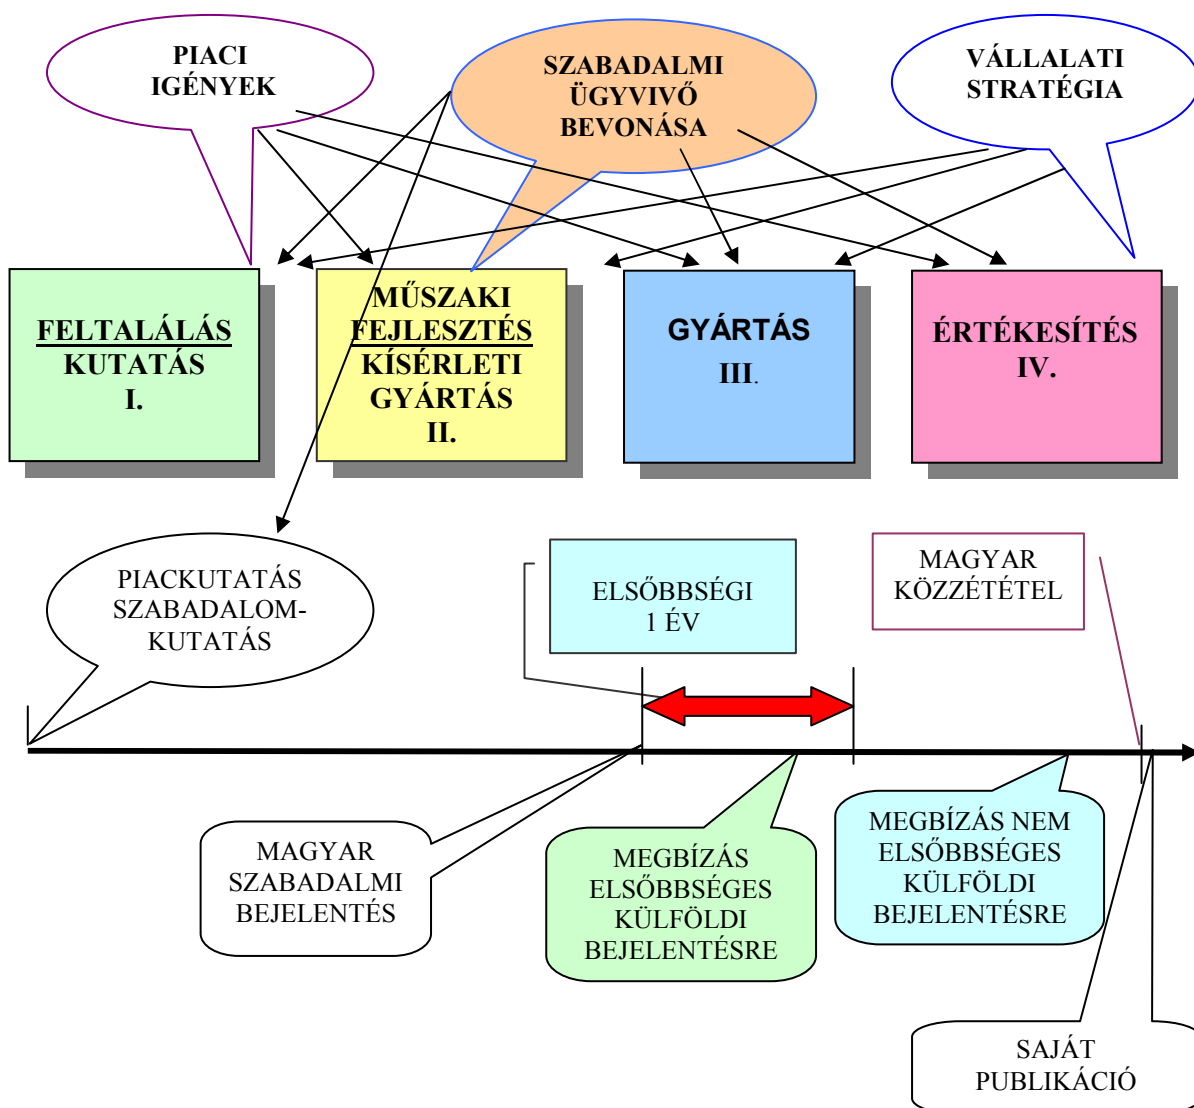 PIACI
IGÉNYEK
SZABADALMI
ÜGYVIVŐ
BEVONÁSA
VÁLLALATI
STRATÉGIA
FELTALÁLÁS
KUTATÁS
I.
MŰSZAKI
FEJLESZTÉS
KÍSÉRLETI
GYÁRTÁS
II.
GYÁRTÁS
III.
ÉRTÉKESÍTÉS
IV.
PIACKUTATÁS
SZABADALOM-
KUTATÁS
ELSŐBBSÉGI
1 ÉV
MAGYAR
KÖZZÉTÉTEL
MAGYAR
SZABADALMI
BEJELENTÉS
MEGBÍZÁS
ELSŐBBSÉGES
KÜLFÖLDI
BEJELENTÉSRE
MEGBÍZÁS NEM
ELSŐBBSÉGES
KÜLFÖLDI
BEJELENTÉSRE
SAJÁT
PUBLIKÁCIÓ